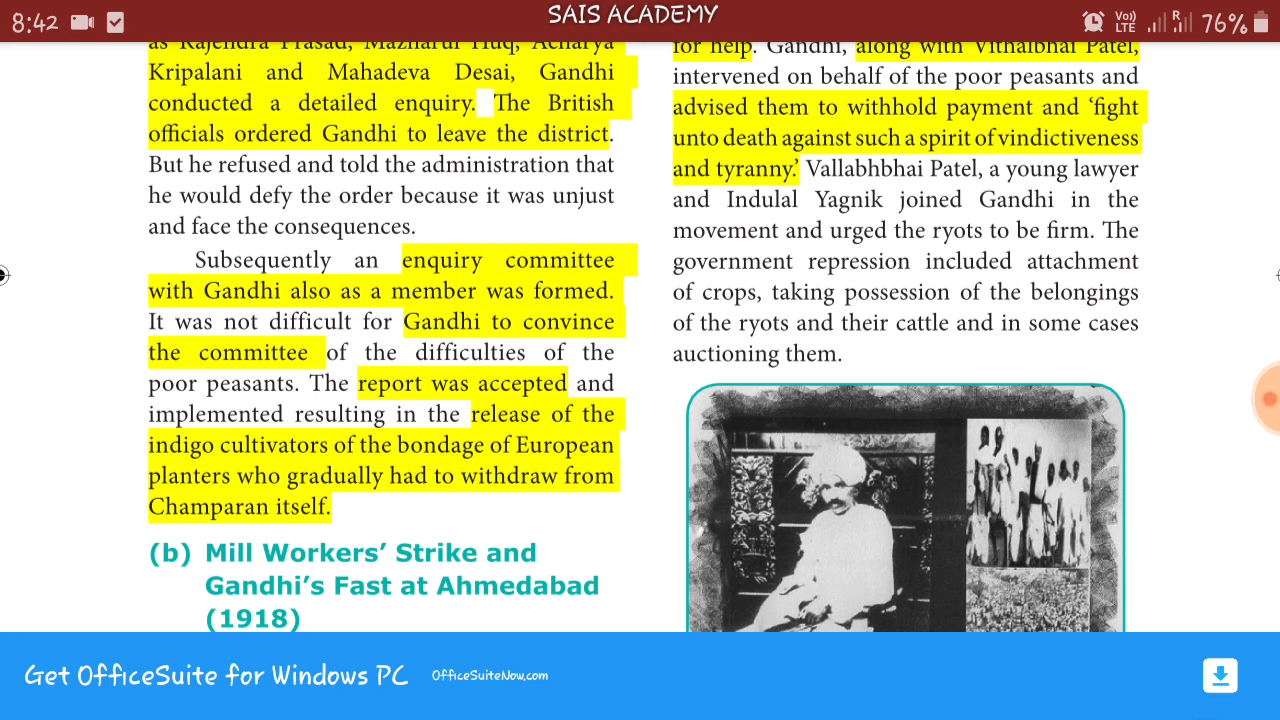 8:42
SAIS ACADEMY
Vo)) LTE
R
76%
as Rajendra Prasad, Mazharul Huq, Acharya
Kripalani and Mahadeva Desai, Gandhi
conducted a detailed enquiry. The British
officials ordered Gandhi to leave the district.
But he refused and told the administration that
he would defy the order because it was unjust
and face the consequences.
Subsequently an enquiry committee
with Gandhi also as a member was formed.
It was not difficult for Gandhi to convince
the committee of the difficulties of the
poor peasants. The report was accepted and
implemented resulting in the release of the
indigo cultivators of the bondage of European
planters who gradually had to withdraw from
Champaran itself.
(b) Mill Workers’ Strike and
Gandhi’s Fast at Ahmedabad
(1918)
for help. Gandhi, along with Vithalbhai Patel,
intervened on behalf of the poor peasants and
advised them to withhold payment and ‘fight
unto death against such a spirit of vindictiveness
and tyranny.’ Vallabhbhai Patel, a young lawyer
and Indulal Yagnik joined Gandhi in the
movement and urged the ryots to be firm. The
government repression included attachment
of crops, taking possession of the belongings
of the ryots and their cattle and in some cases
auctioning them.
Get OfficeSuite for Windows PC
OfficeSuiteNow.com